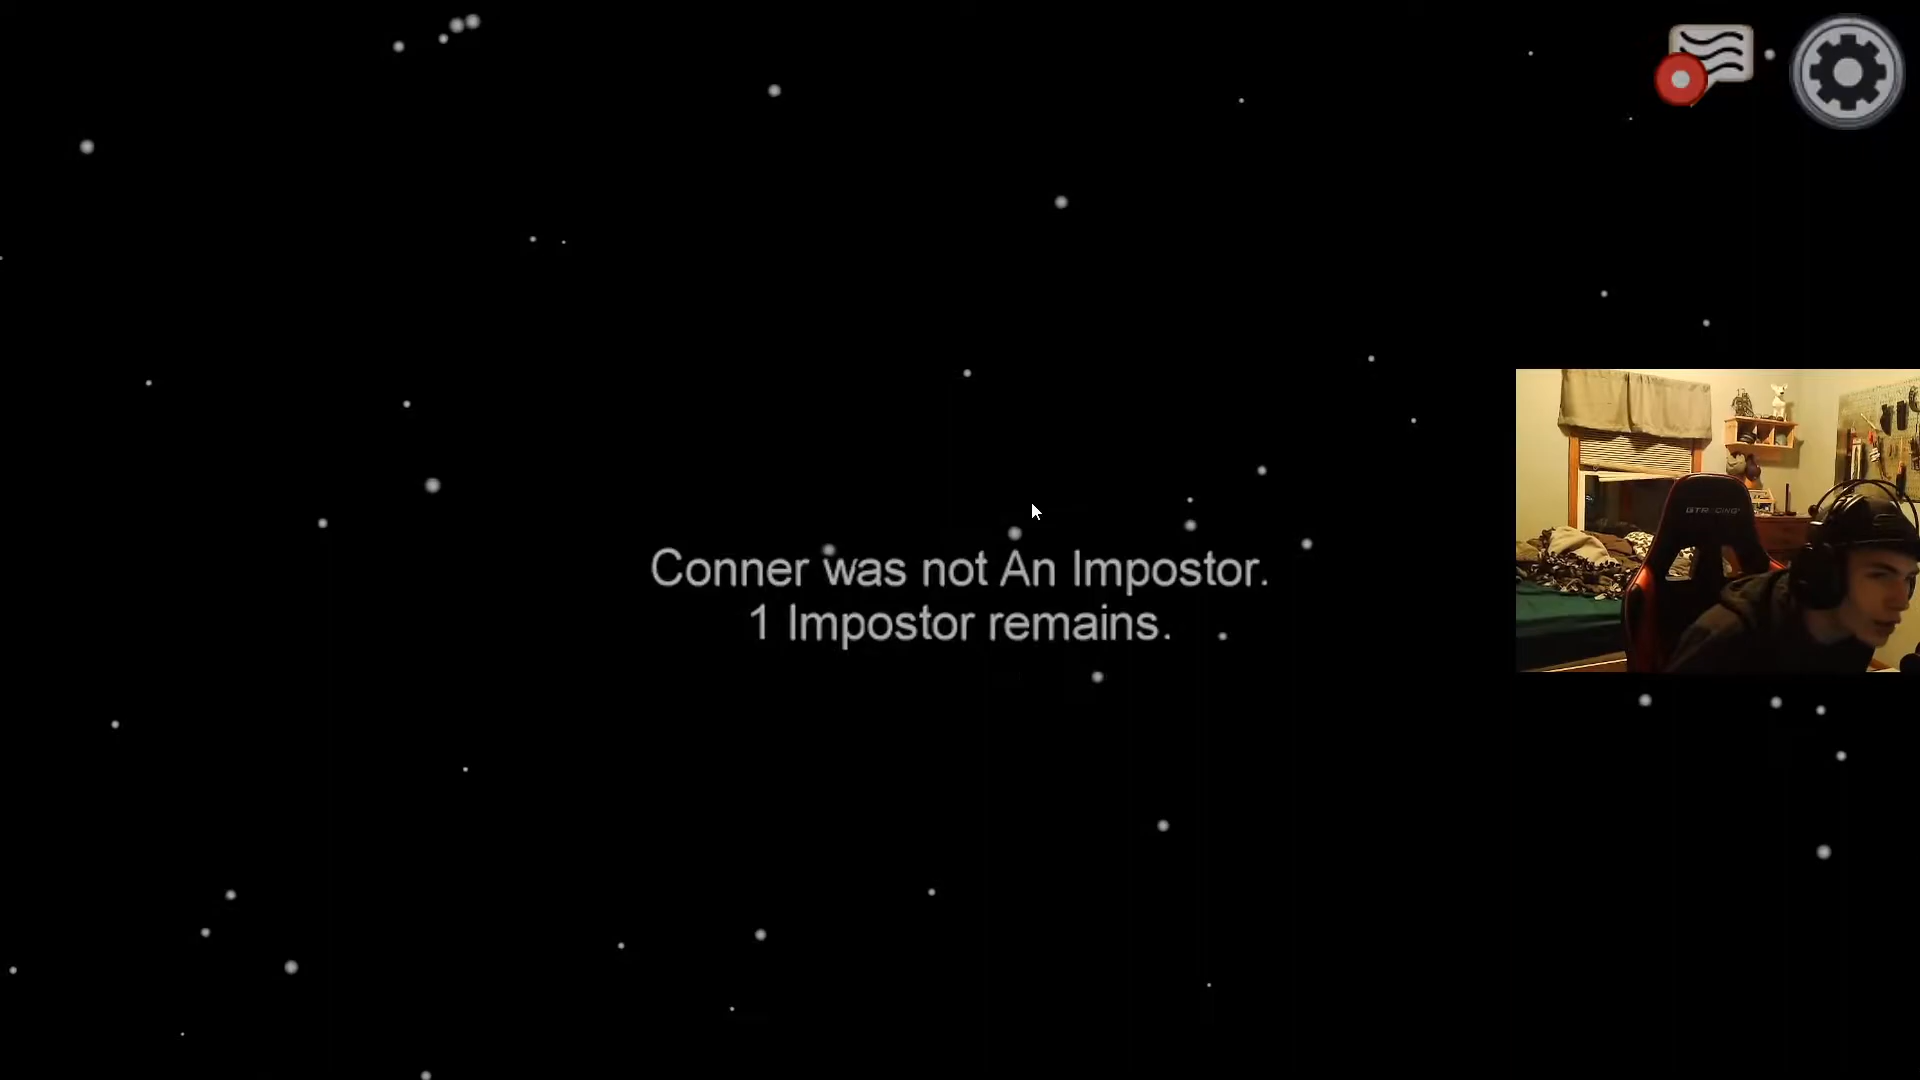 Conner was not An Impostor.
1 Impostor remains.